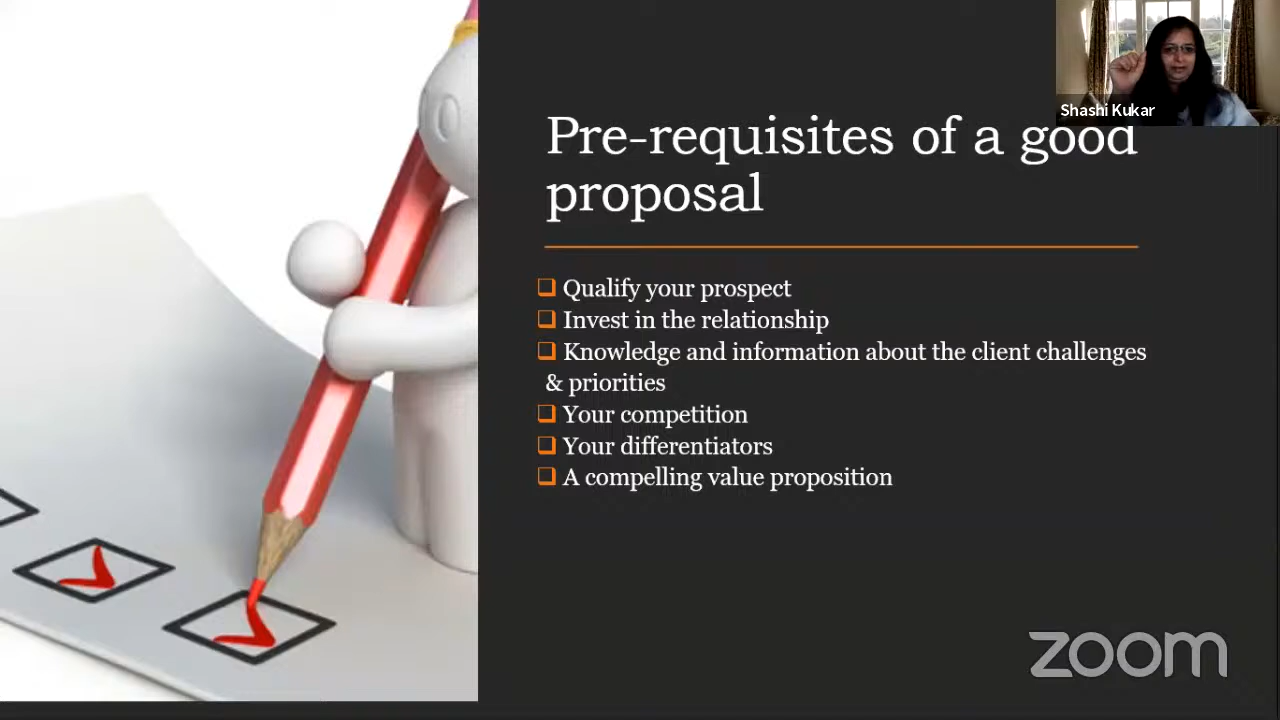 Shashi Kukar
Pre-requisites of a good
proposal
Qualify your prospect
Invest in the relationship
Knowledge and information about the client challenges
& priorities
Your competition
Your differentiators
A compelling value proposition
zoom